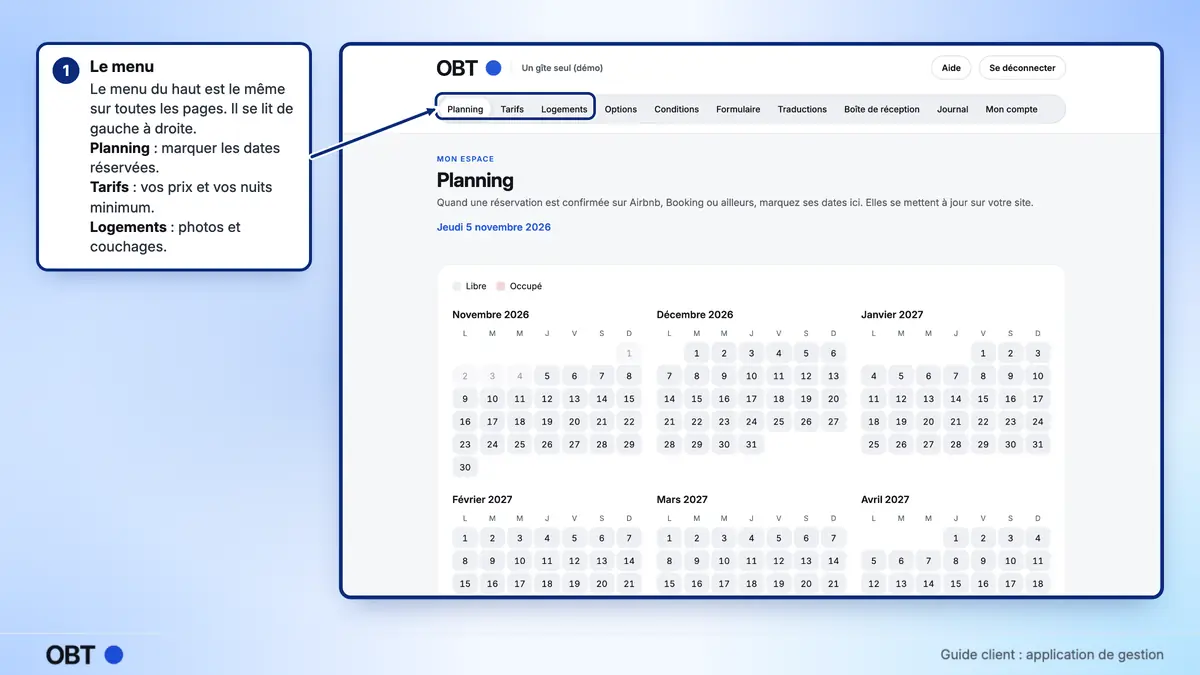 1
Le menu
Le menu du haut est le même
sur toutes les pages. Il se lit de
gauche à droite.
Planning : marquer les dates
réservées.
Tarifs : vos prix et vos nuits
minimum.
Logements : photos et
couchages.
OBT
Un gîte seul (démo)
Aide
Se déconnecter
Planning Tarifs Logements Options Conditions Formulaire Traductions Boîte de réception Journal Mon compte
MON ESPACE
Planning
Quand une réservation est confirmée sur Airbnb, Booking ou ailleurs, marquez ses dates ici. Elles se mettent à jour sur votre site.
Jeudi 5 novembre 2026
Libre Occupé
Novembre 2026
L M M J V S D
1
2 3 4 5 6 7 8
9 10 11 12 13 14 15
16 17 18 19 20 21 22
23 24 25 26 27 28 29
30
Décembre 2026
L M M J V S D
1 2 3 4 5 6
7 8 9 10 11 12 13
14 15 16 17 18 19 20
21 22 23 24 25 26 27
28 29 30 31
Janvier 2027
L M M J V S D
1 2 3
4 5 6 7 8 9 10
11 12 13 14 15 16 17
18 19 20 21 22 23 24
25 26 27 28 29 30 31
Février 2027
L M M J V S D
1 2 3 4 5 6 7
8 9 10 11 12 13 14
15 16 17 18 19 20 21
Mars 2027
L M M J V S D
1 2 3 4 5 6 7
8 9 10 11 12 13 14
15 16 17 18 19 20 21
Avril 2027
L M M J V S D
1 2 3 4
5 6 7 8 9 10 11
12 13 14 15 16 17 18
OBT
Guide client : application de gestion